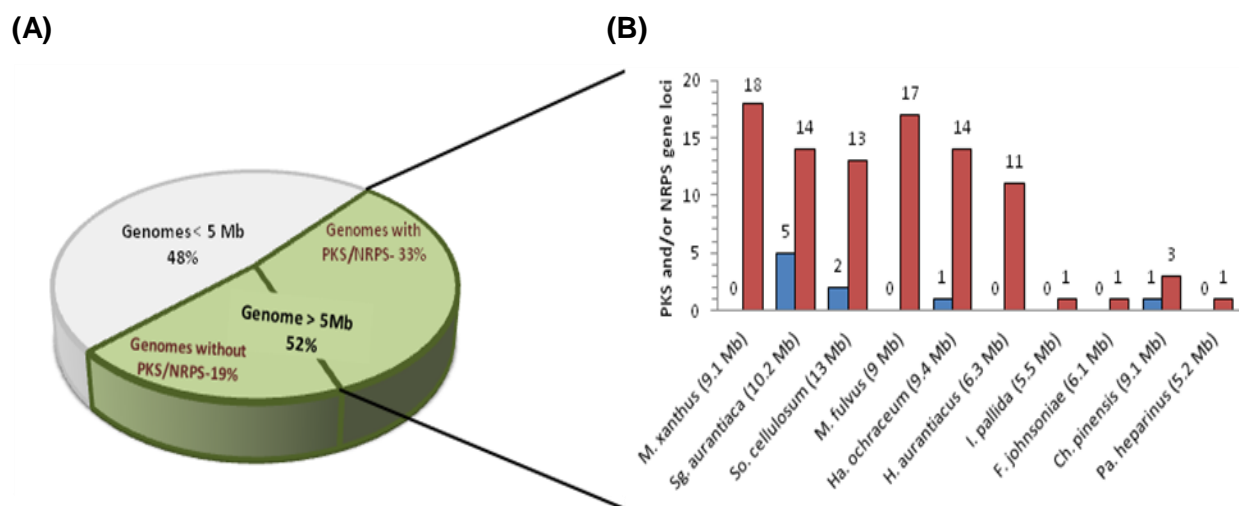 (A)
(B)
Genomes< 5 Mb
48%
Genomes with
PKS/NRPS- 33%
Genome > 5Mb
52%
Genomes without
PKS/NRPS-19%
PKS and/or NRPS gene loci
20
15
10
5
0
0 18
5 14
2 13
0 17
1 14
0 11
0 1
0 1
1 3
0 1
M. xanthus (9.1 Mb)
Sg. aurantiaca (10.2 Mb)
So. cellulosum (13 Mb)
M. fulvus (9 Mb)
Ha. ochraceum (9.4 Mb)
H. aurantiacus (6.3 Mb)
I. pallida (5.5 Mb)
F. johnsoniae (6.1 Mb)
Ch. pinensis (9.1 Mb)
Pa. heparinus (5.2 Mb)